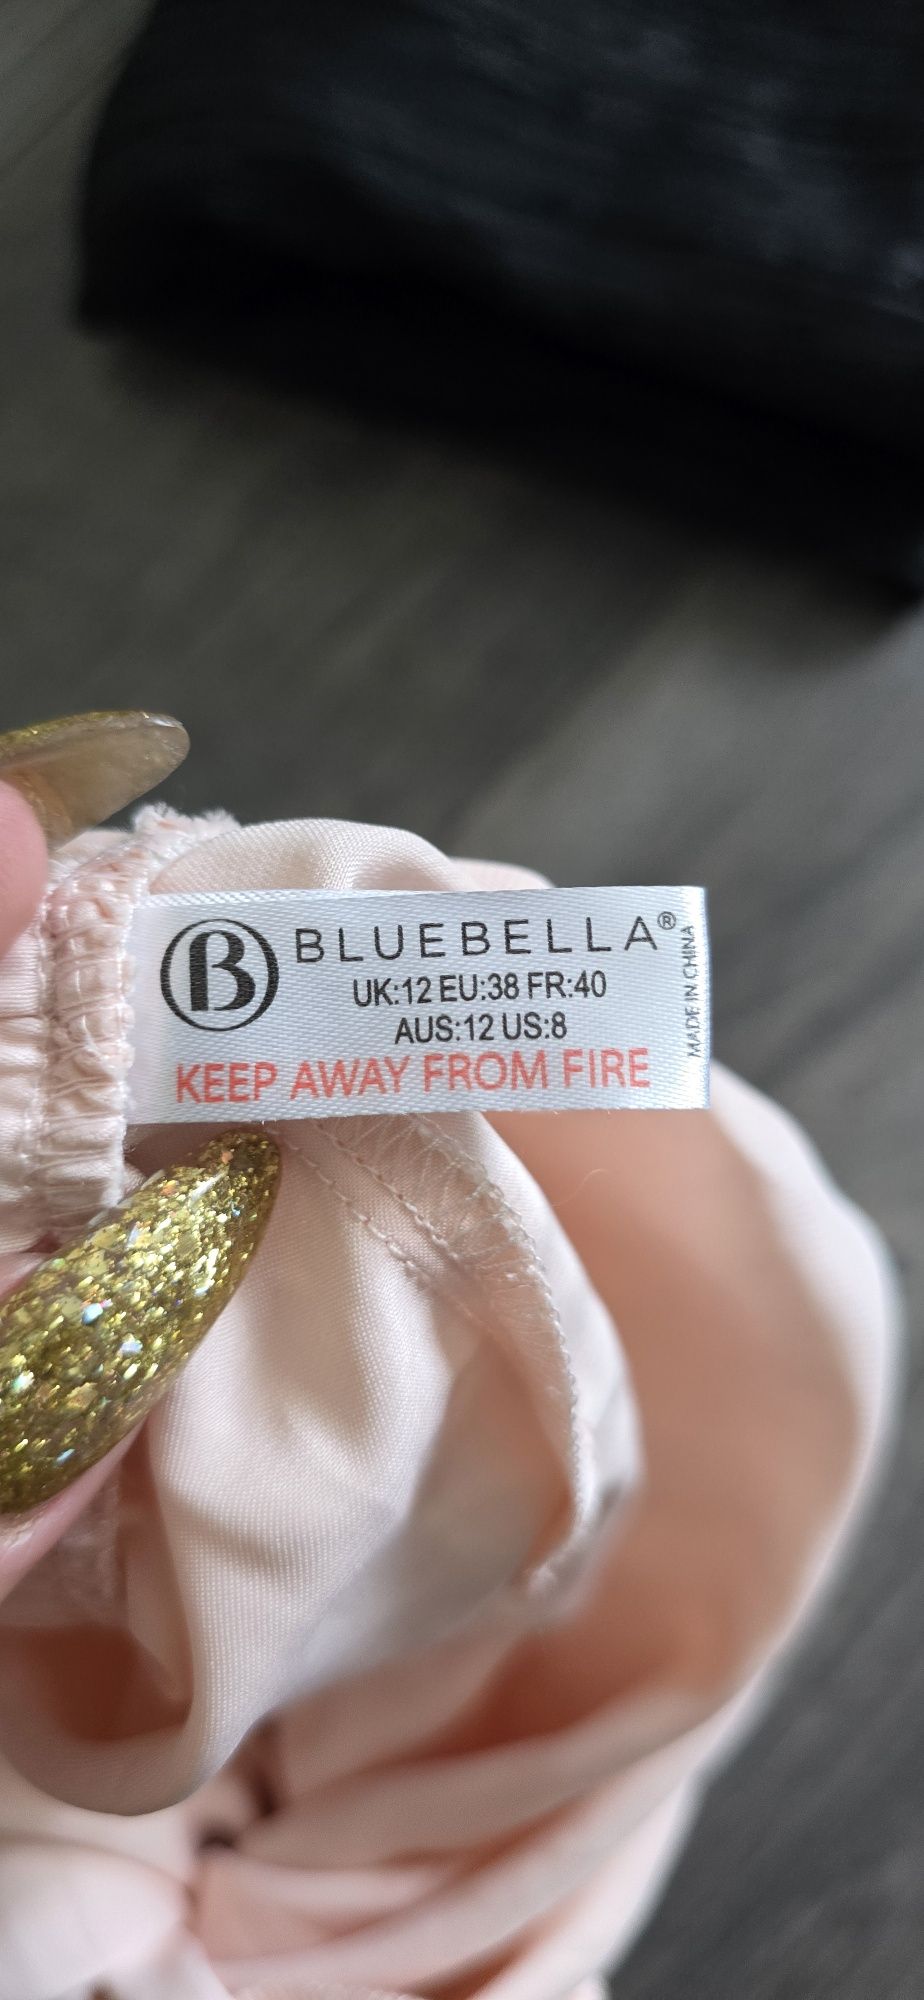 B BLUEBELLA®
UK:12 EU:38 FR:40
AUS:12 US:8
KEEP AWAY FROM FIRE
MADE IN CHINA